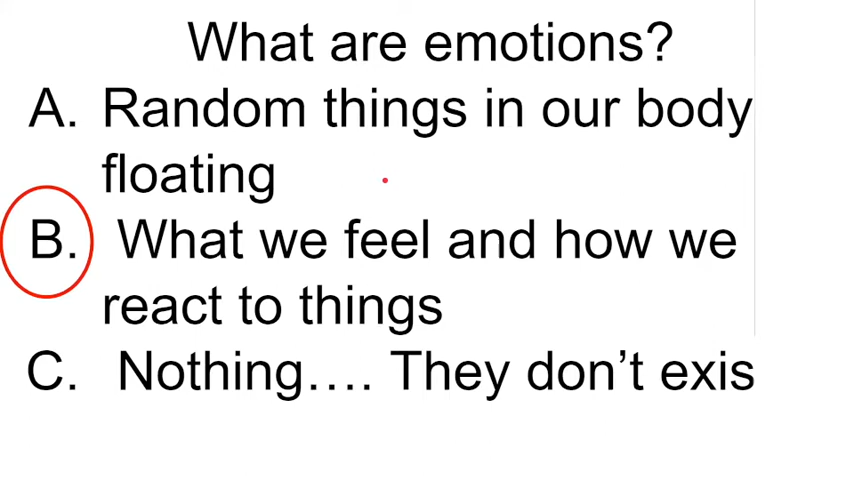 What are emotions?
A. Random things in our body
floating
B. What we feel and how we
react to things
C. Nothing…. They don’t exis